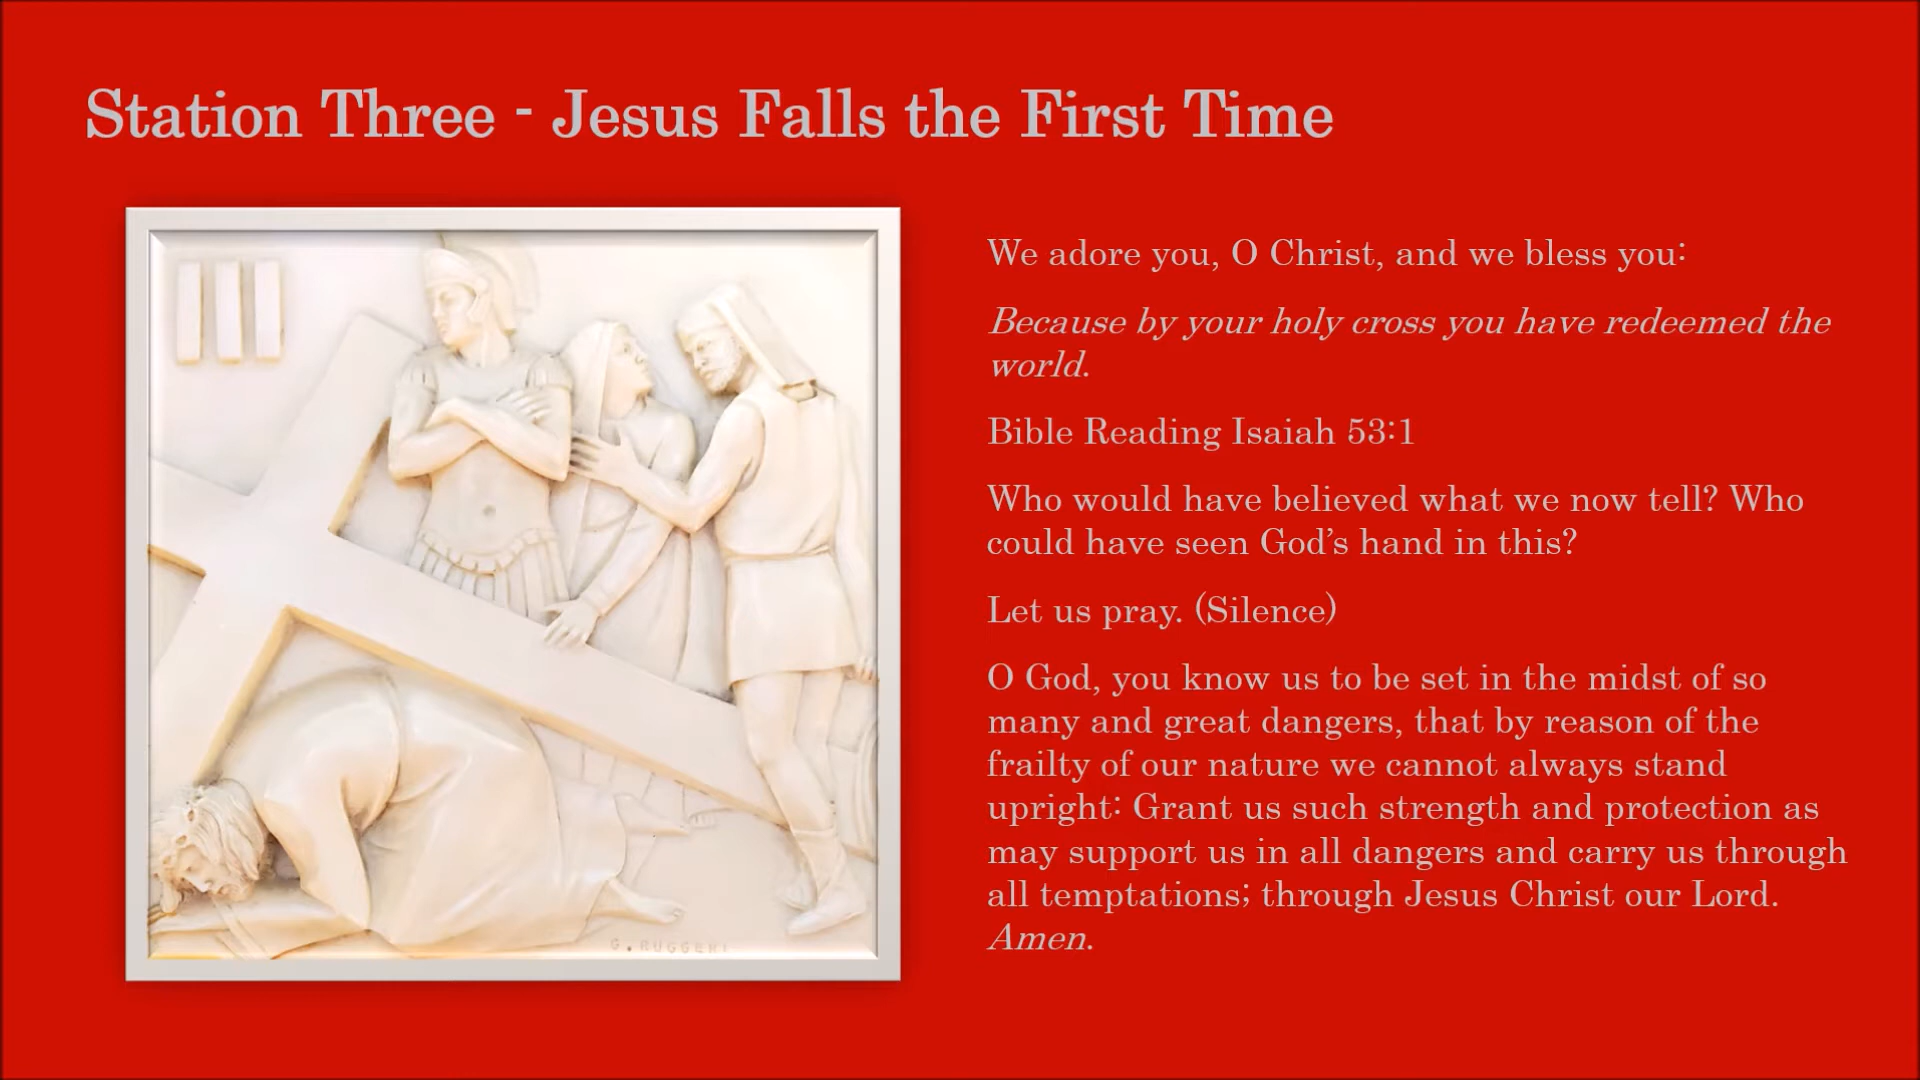 Station Three - Jesus Falls the First Time
III
We adore you, O Christ, and we bless you:
Because by your holy cross you have redeemed the
world.
Bible Reading Isaiah 53:1
Who would have believed what we now tell? Who
could have seen God’s hand in this?
Let us pray. (Silence)
O God, you know us to be set in the midst of so
many and great dangers, that by reason of the
frailty of our nature we cannot always stand
upright: Grant us such strength and protection as
may support us in all dangers and carry us through
all temptations; through Jesus Christ our Lord.
Amen.
G. RUGGERI